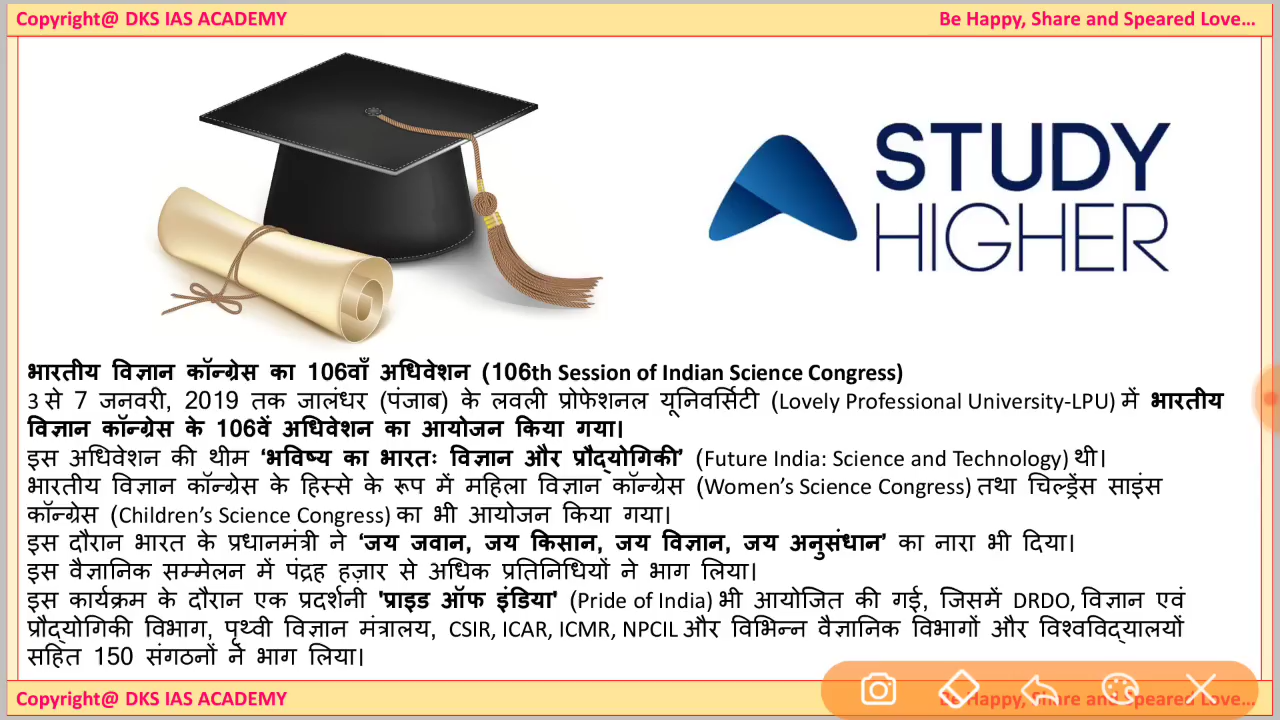 Copyright@ DKS IAS ACADEMY
Be Happy, Share and Speared Love...
STUDY
HIGHER
भारतीय विज्ञान कॉन्ग्रेस का 106वाँ अधिवेशन (106th Session of Indian Science Congress)
3 से 7 जनवरी, 2019 तक जालंधर (पंजाब) के लवली प्रोफेशनल यूनिवर्सिटी (Lovely Professional University-LPU) में भारतीय
विज्ञान कॉन्ग्रेस के 106वें अधिवेशन का आयोजन किया गया।
इस अधिवेशन की थीम ‘भविष्य का भारतः विज्ञान और प्रौद्योगिकी’ (Future India: Science and Technology) थी।
भारतीय विज्ञान कॉन्ग्रेस के हिस्से के रूप में महिला विज्ञान कॉन्ग्रेस (Women’s Science Congress) तथा चिल्ड्रेंस साइंस
कॉन्ग्रेस (Children’s Science Congress) का भी आयोजन किया गया।
इस दौरान भारत के प्रधानमंत्री ने ‘जय जवान, जय किसान, जय विज्ञान, जय अनुसंधान’ का नारा भी दिया।
इस वैज्ञानिक सम्मेलन में पंद्रह हज़ार से अधिक प्रतिनिधियों ने भाग लिया।
इस कार्यक्रम के दौरान एक प्रदर्शनी 'प्राइड ऑफ इंडिया' (Pride of India) भी आयोजित की गई, जिसमें DRDO, विज्ञान एवं
प्रौद्योगिकी विभाग, पृथ्वी विज्ञान मंत्रालय, CSIR, ICAR, ICMR, NPCIL और विभिन्न वैज्ञानिक विभागों और विश्वविद्यालयों
सहित 150 संगठनों ने भाग लिया।
Copyright@ DKS IAS ACADEMY
Be Happy, Share and Speared Love...